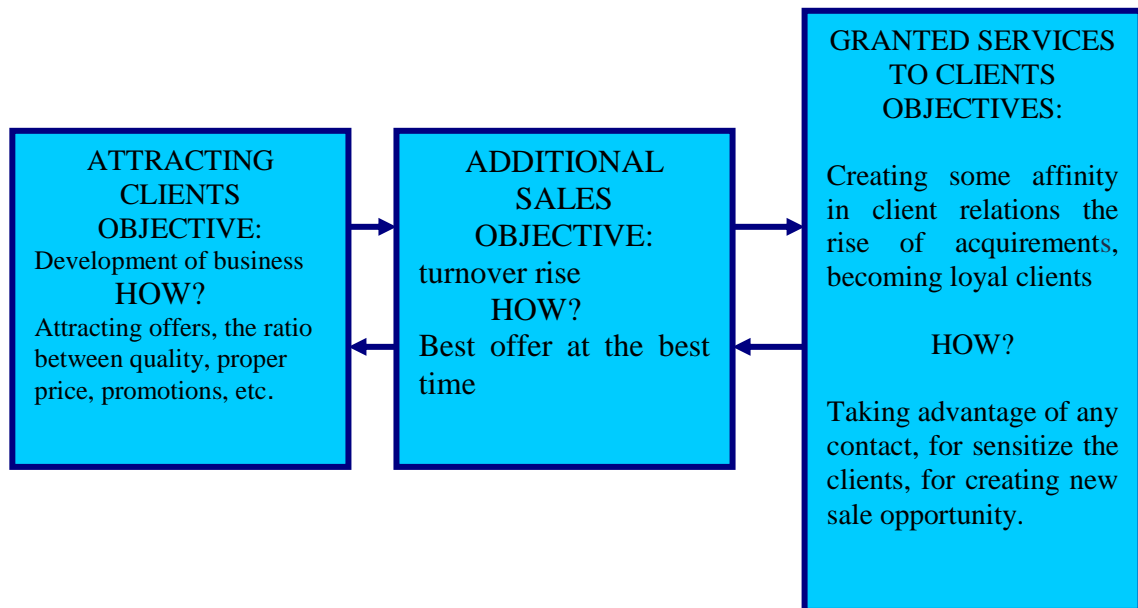 ATTRACTING
CLIENTS
OBJECTIVE:
Development of business
HOW?
Attracting offers, the ratio
between quality, proper
price, promotions, etc.
ADDITIONAL
SALES
OBJECTIVE:
turnover rise
HOW?
Best offer at the best
time
GRANTED SERVICES
TO CLIENTS
OBJECTIVES:
Creating some affinity
in client relations the
rise of acquirements,
becoming loyal clients
HOW?
Taking advantage of any
contact, for sensitize the
clients, for creating new
sale opportunity.